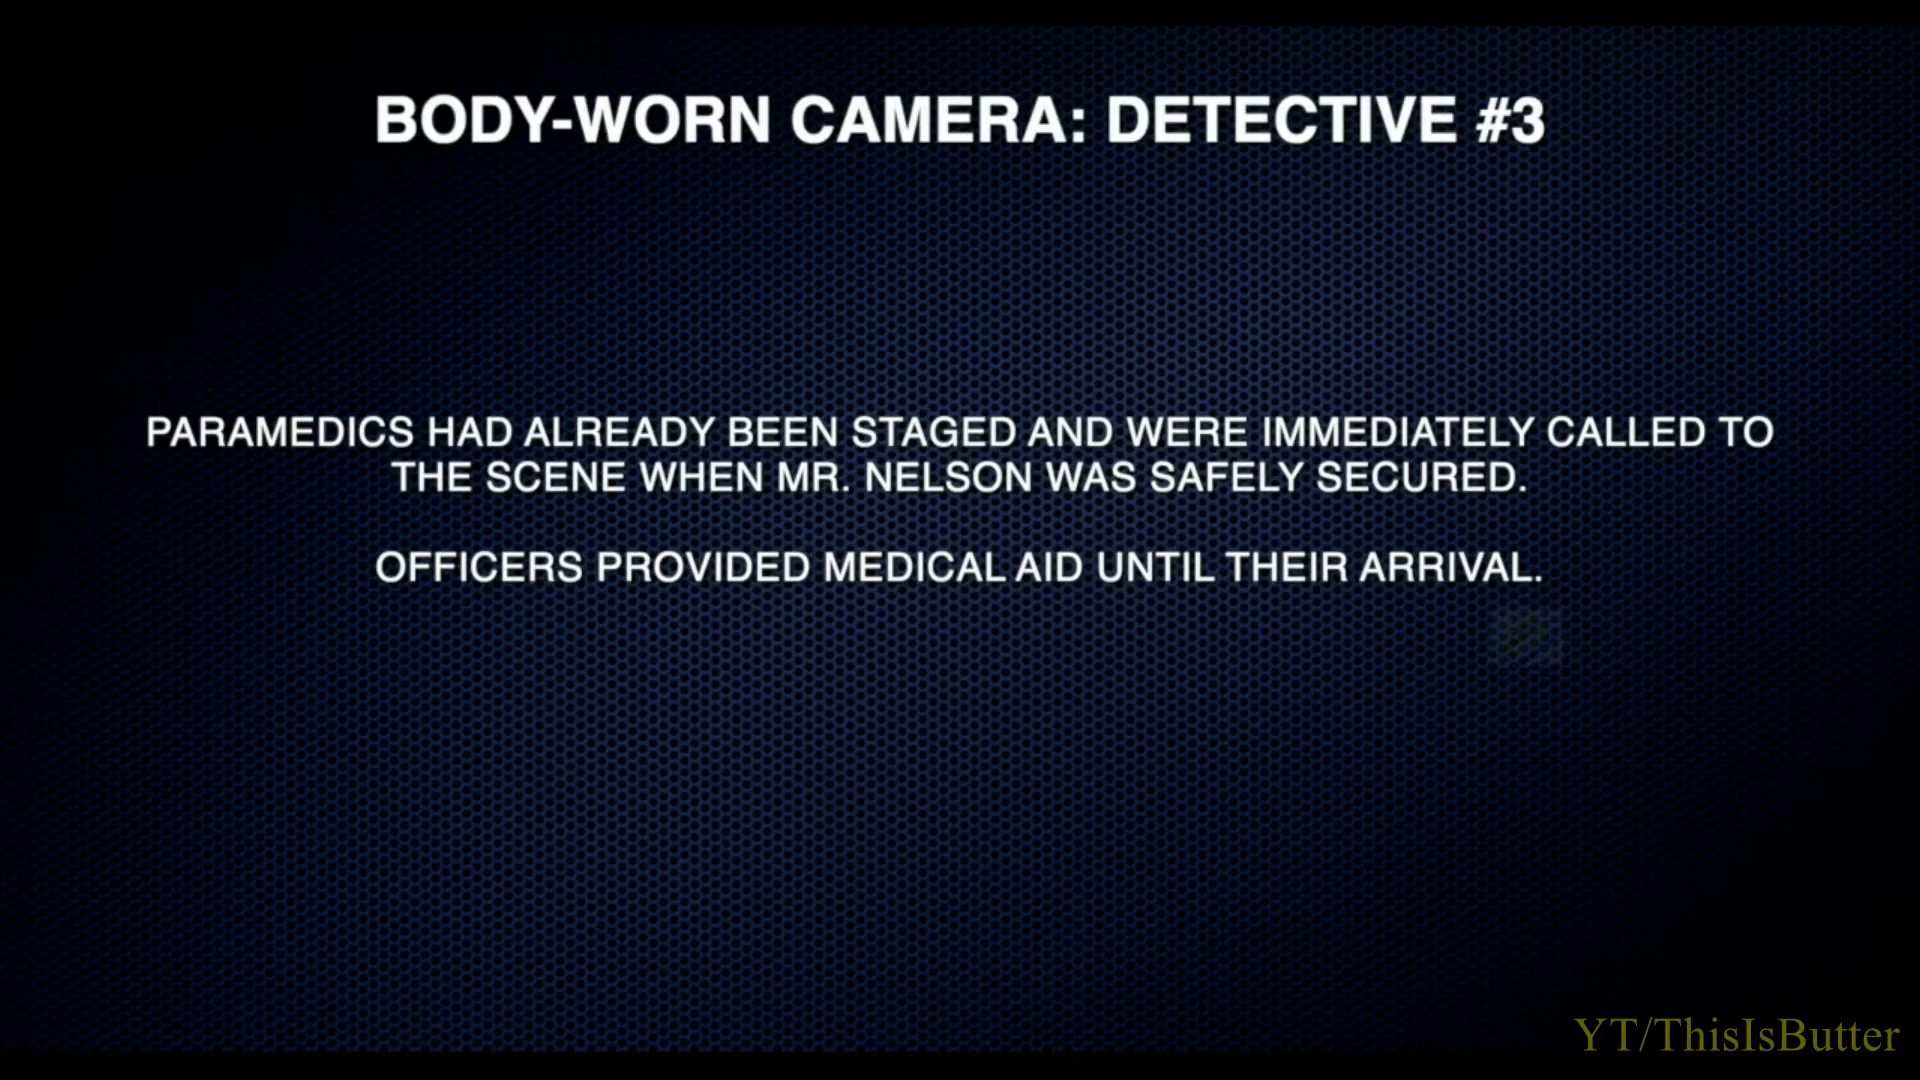 BODY-WORN CAMERA: DETECTIVE #3
PARAMEDICS HAD ALREADY BEEN STAGED AND WERE IMMEDIATELY CALLED TO
THE SCENE WHEN MR. NELSON WAS SAFELY SECURED.
OFFICERS PROVIDED MEDICAL AID UNTIL THEIR ARRIVAL.
YT/ThisIsButter